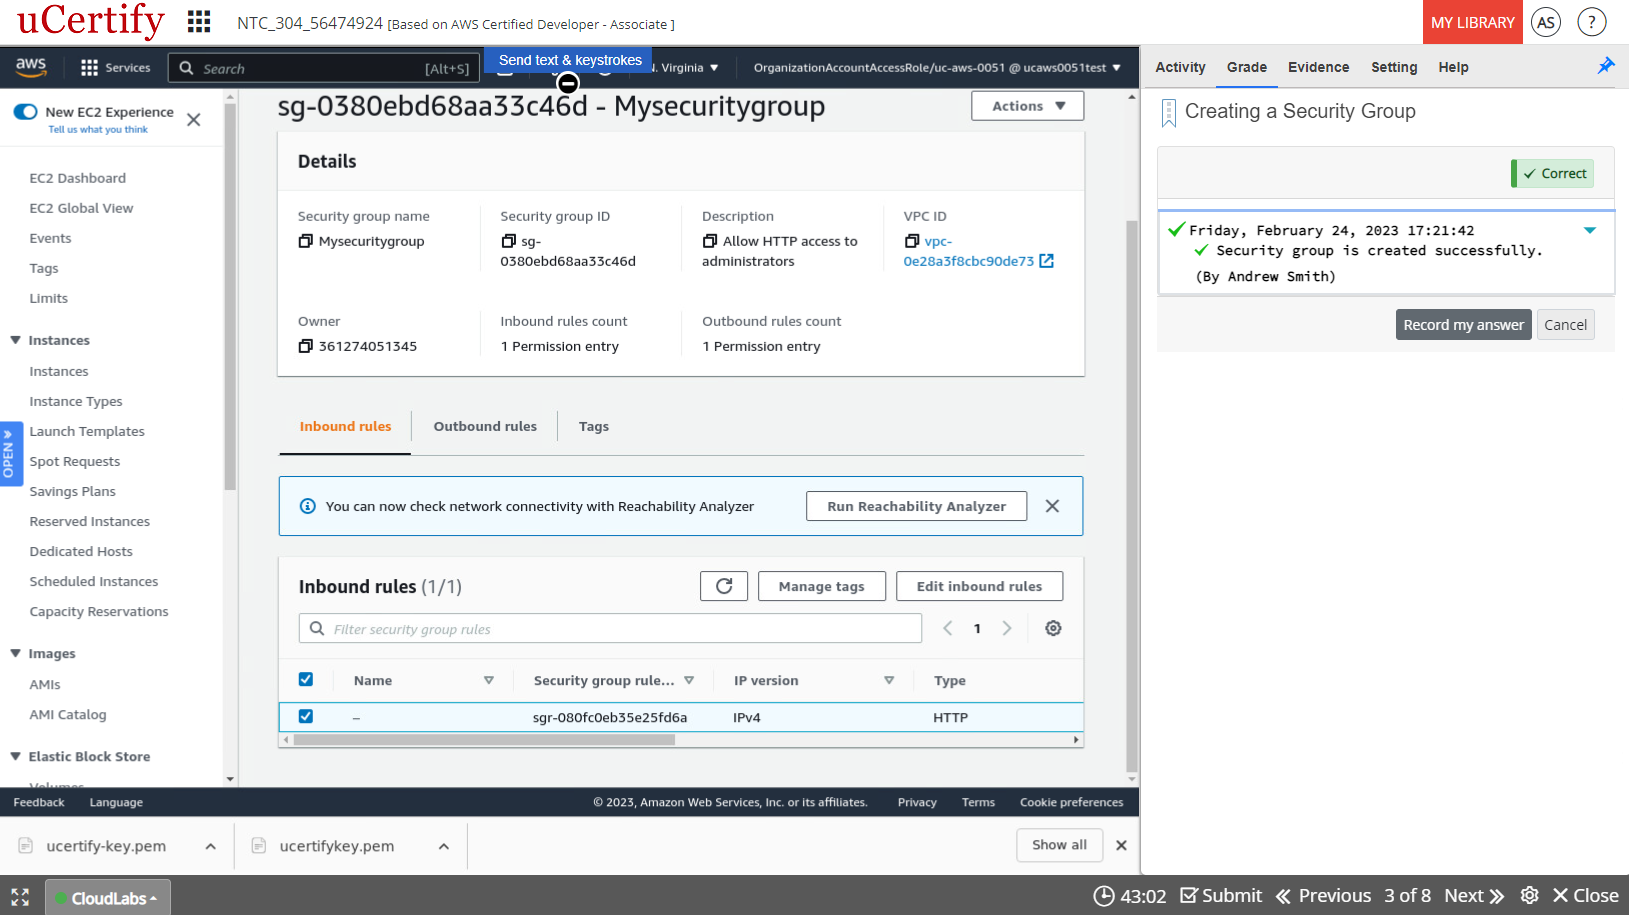 uCertify
NTC_304_56474924 [Based on AWS Certified Developer - Associate ]
MY LIBRARY
AS
?
aws
Services
Search
[Alt+S]
Send text & keystrokes
N. Virginia
OrganizationAccountAccessRole/uc-aws-0051 @ ucaws0051test
Activity
Grade
Evidence
Setting
Help
New EC2 Experience
Tell us what you think
EC2 Dashboard
EC2 Global View
Events
Tags
Limits
Instances
Instances
Instance Types
Launch Templates
Spot Requests
Savings Plans
Reserved Instances
Dedicated Hosts
Scheduled Instances
Capacity Reservations
Images
AMIs
AMI Catalog
Elastic Block Store
Volumes
OPEN
sg-0380ebd68aa33c46d - Mysecuritygroup
Actions
Details
Security group name
Mysecuritygroup
Security group ID
sg-
0380ebd68aa33c46d
Description
Allow HTTP access to
administrators
VPC ID
vpc-
0e28a3f8cbc90de73
Owner
361274051345
Inbound rules count
1 Permission entry
Outbound rules count
1 Permission entry
Inbound rules
Outbound rules
Tags
You can now check network connectivity with Reachability Analyzer
Run Reachability Analyzer
Inbound rules (1/1)
Manage tags
Edit inbound rules
Filter security group rules
1
Name
Security group rule...
IP version
Type
–
sgr-080fc0eb35e25fd6a
IPv4
HTTP
Feedback
Language
© 2023, Amazon Web Services, Inc. or its affiliates.
Privacy
Terms
Cookie preferences
ucertify-key.pem
ucertifykey.pem
Show all
Creating a Security Group
Correct
Friday, February 24, 2023 17:21:42
Security group is created successfully.
(By Andrew Smith)
Record my answer
Cancel
CloudLabs
43:02
Submit
Previous
3 of 8
Next
Close